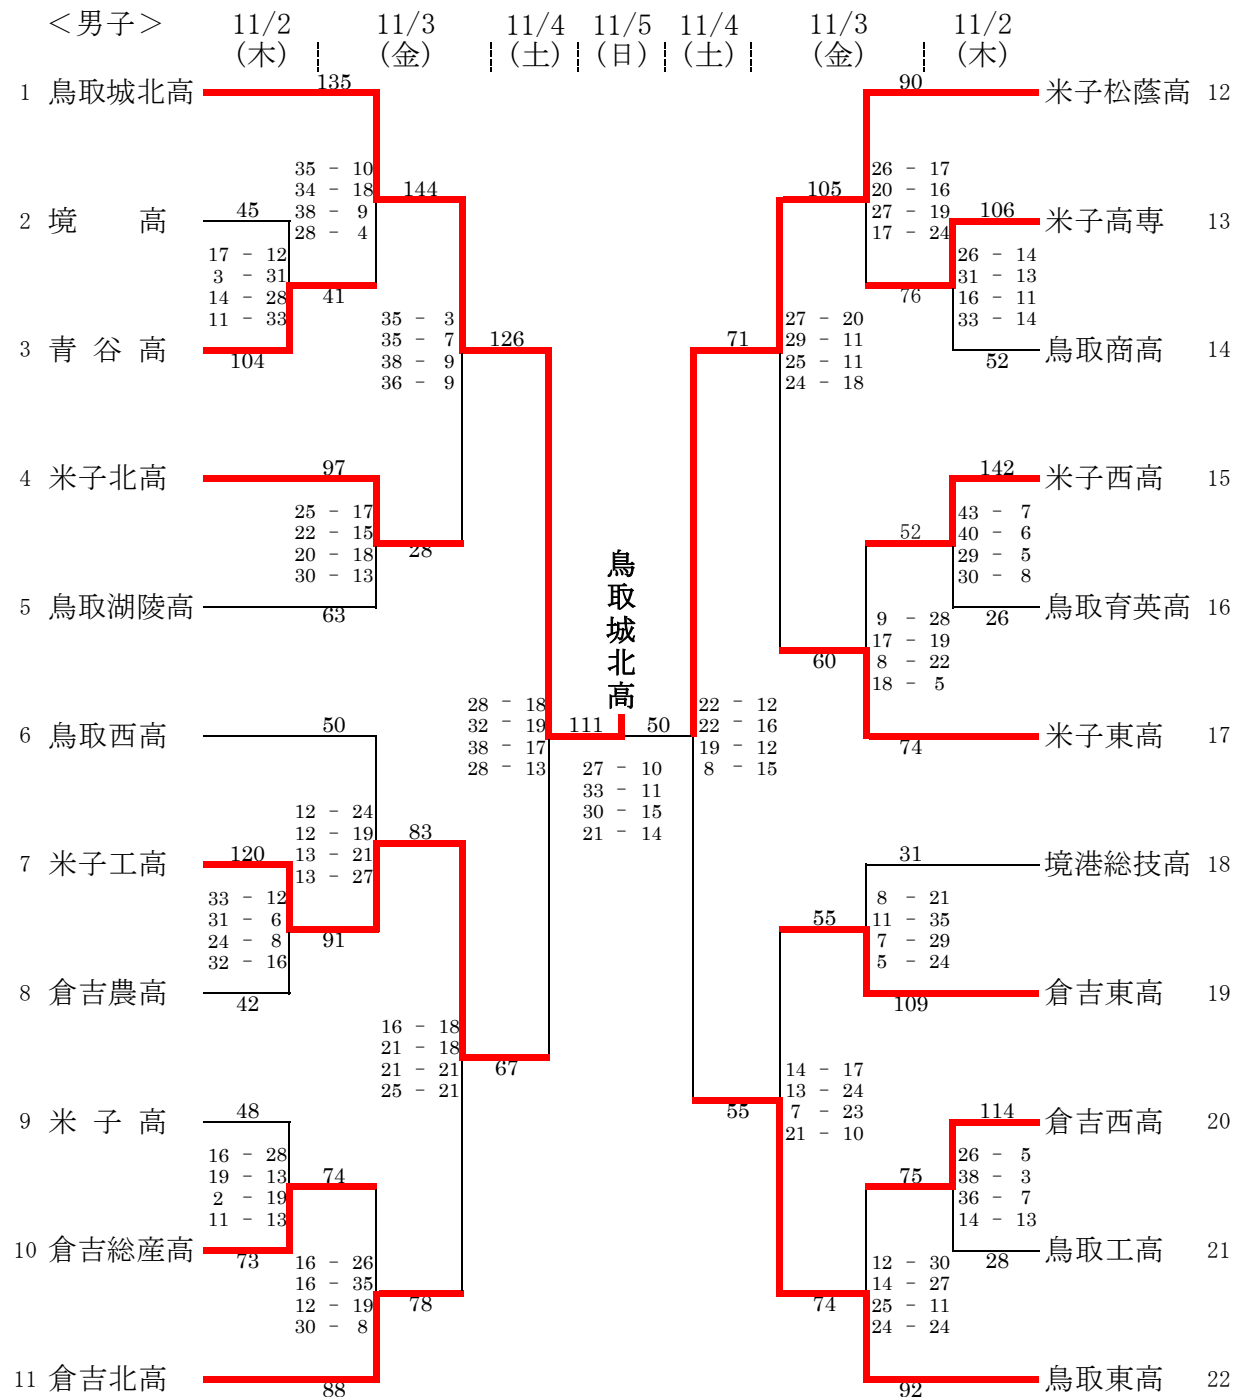 ＜男子＞ 11/2 11/3 11/4 11/5 11/4 11/3 11/2
(木) (金) (土) (日) (土) (金) (木)
1 鳥取城北高 135
35 - 10
34 - 18
38 - 9
28 - 4
144
2 境 高 45
17 - 12
3 - 31
14 - 28
11 - 33
41
3 青谷高 104
35 - 3
35 - 7
38 - 9
36 - 9
126
4 米子北高 97
25 - 17
22 - 15
20 - 18
30 - 13
28
5 鳥取湖陵高 63
6 鳥取西高 50
28 - 18
32 - 19
38 - 17
28 - 13
111
12 - 24
12 - 19
13 - 21
13 - 27
83
7 米子工高 120
33 - 12
31 - 6
24 - 8
32 - 16
91
8 倉吉農高 42
16 - 18
21 - 18
21 - 21
25 - 21
67
9 米子高 48
16 - 28
19 - 13
2 - 19
11 - 13
74
10 倉吉総産高 73
16 - 26
16 - 35
12 - 19
30 - 8
78
11 倉吉北高 88
鳥取城北高
50
27 - 10
33 - 11
30 - 15
21 - 14
90 米子松蔭高 12
26 - 17
20 - 16
27 - 19
17 - 24
105
106 米子高専 13
26 - 14
31 - 13
16 - 11
33 - 14
76
52 鳥取商高 14
27 - 20
29 - 11
25 - 11
24 - 18
71
142 米子西高 15
43 - 7
40 - 6
29 - 5
30 - 8
52
26 鳥取育英高 16
9 - 28
17 - 19
8 - 22
18 - 5
60
74 米子東高 17
22 - 12
22 - 16
19 - 12
8 - 15
31 境港総技高 18
8 - 21
11 - 35
7 - 29
5 - 24
55
109 倉吉東高 19
14 - 17
13 - 24
7 - 23
21 - 10
55
114 倉吉西高 20
26 - 5
38 - 3
36 - 7
14 - 13
75
28 鳥取工高 21
12 - 30
14 - 27
25 - 11
24 - 24
74
92 鳥取東高 22